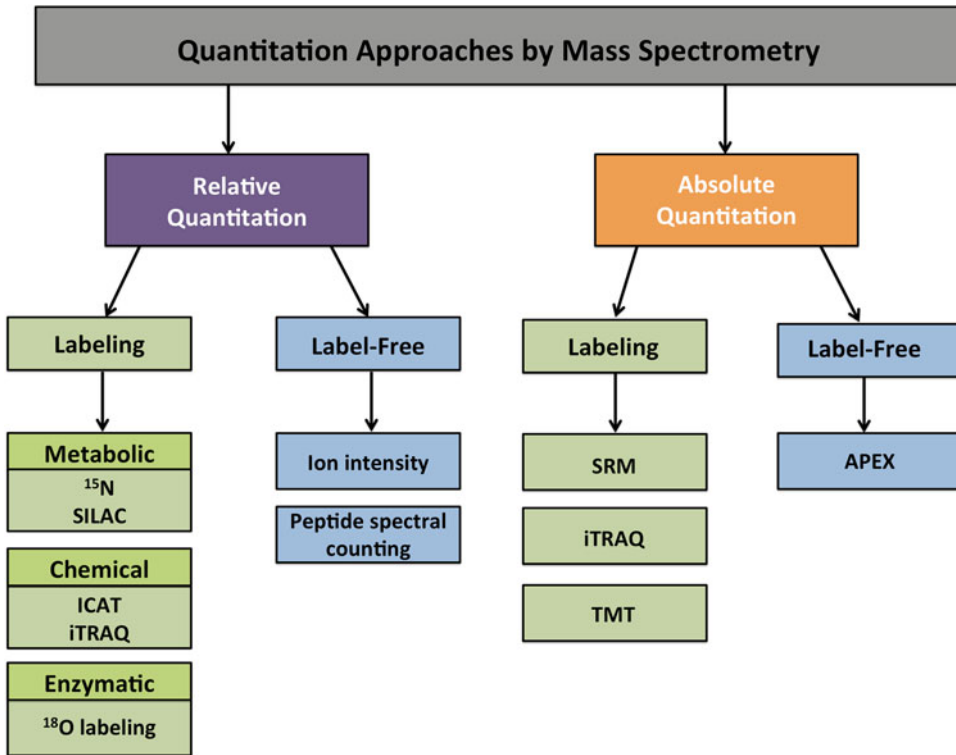 Quantitation Approaches by Mass Spectrometry
Relative
Quantitation
Absolute
Quantitation
Labeling
Label-Free
Labeling
Label-Free
Metabolic
¹⁵N
SILAC
Chemical
ICAT
iTRAQ
Enzymatic
¹⁸O labeling
Ion intensity
Peptide spectral
counting
SRM
iTRAQ
TMT
APEX